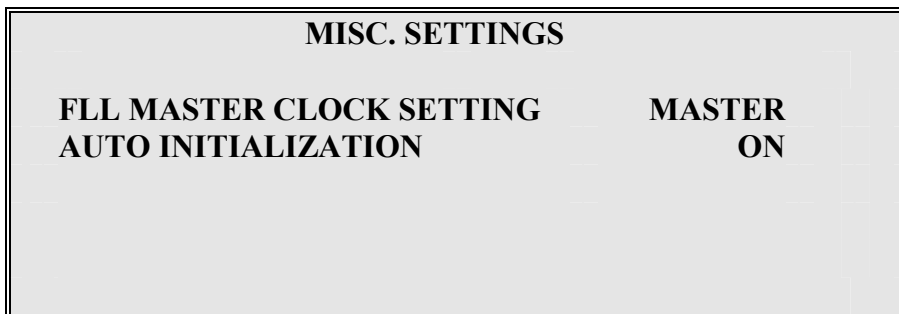 MISC. SETTINGS
FLL MASTER CLOCK SETTING MASTER
AUTO INITIALIZATION ON